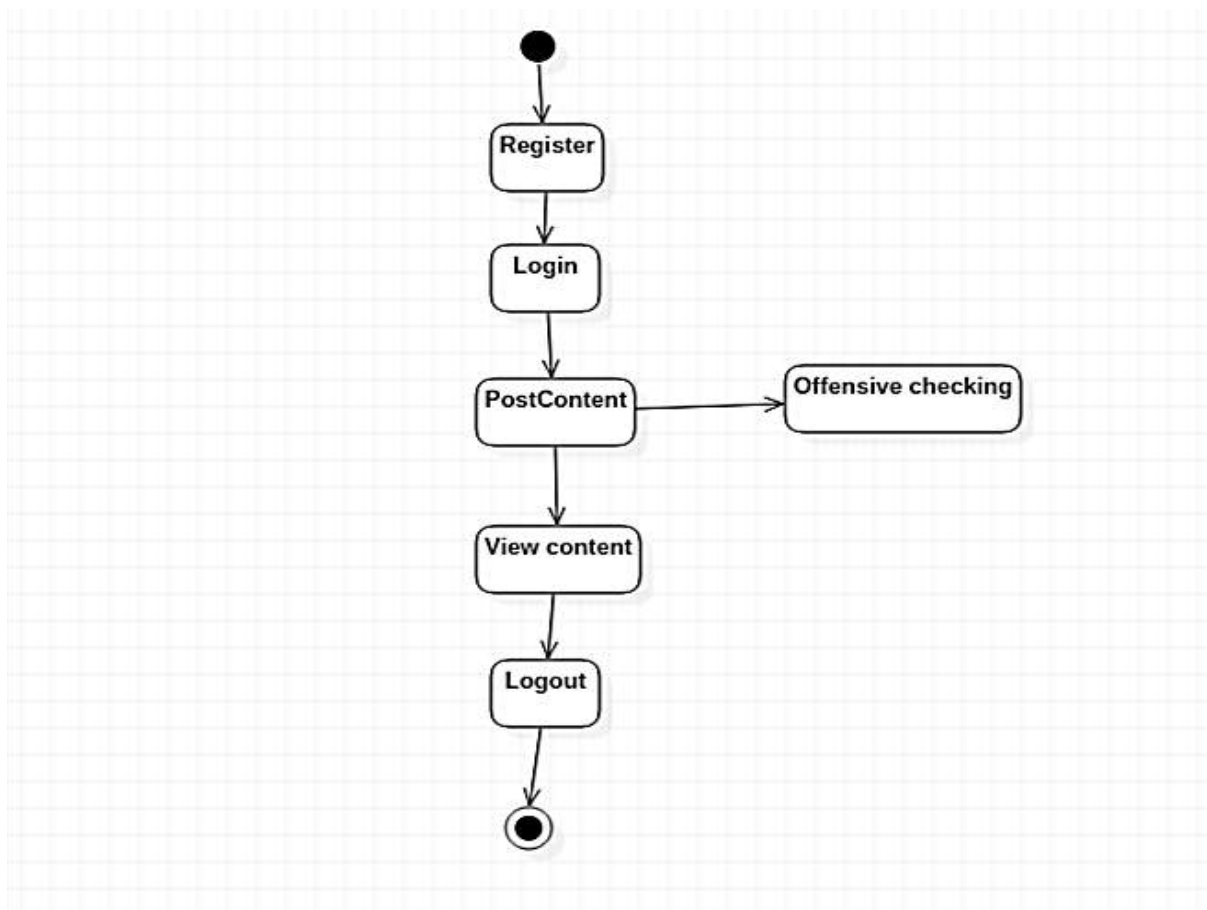 Register
Login
PostContent
Offensive checking
View content
Logout